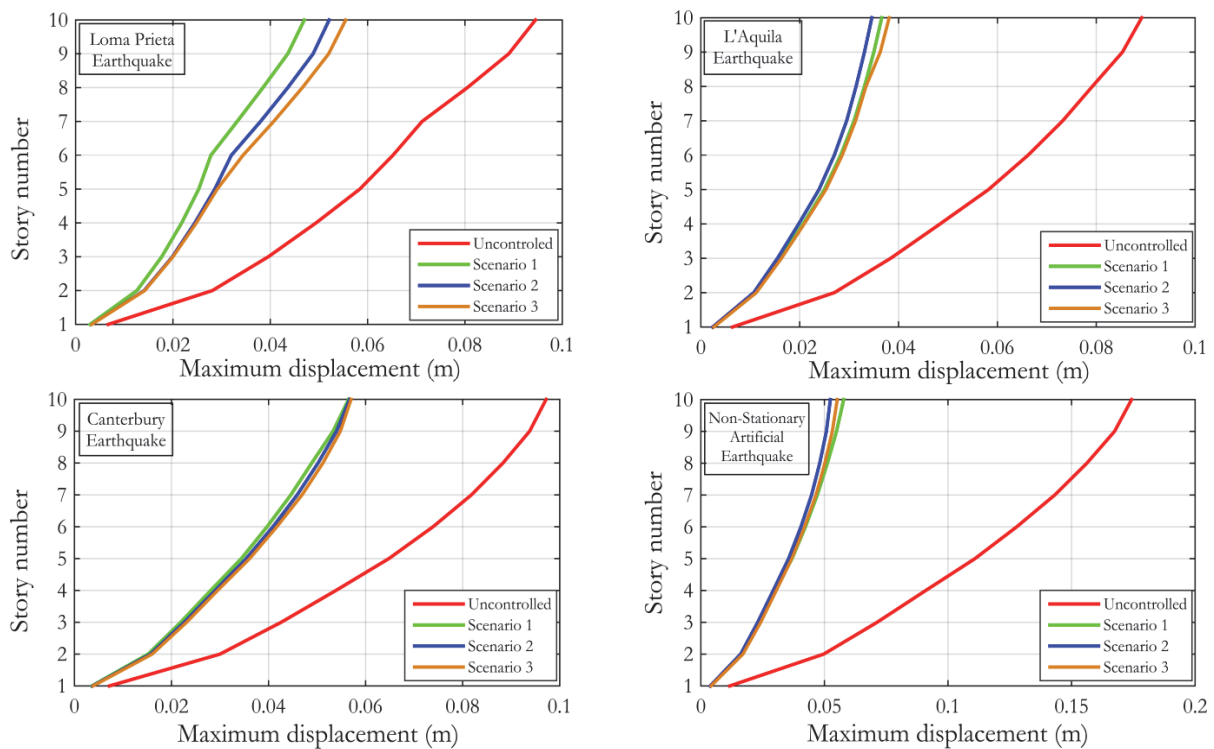 Loma Prieta
Earthquake
Story number
10
9
8
7
6
5
4
3
2
1
Uncontroled
Scenario 1
Scenario 2
Scenario 3
0
0.02
0.04
0.06
0.08
0.1
Maximum displacement (m)
L'Aquila
Earthquake
Story number
10
9
8
7
6
5
4
3
2
1
Uncontrolled
Scenario 1
Scenario 2
Scenario 3
0
0.02
0.04
0.06
0.08
0.1
Maximum displacement (m)
Canterbury
Earthquake
Story number
10
9
8
7
6
5
4
3
2
1
Uncontrolled
Scenario 1
Scenario 2
Scenario 3
0
0.02
0.04
0.06
0.08
0.1
Maximum displacement (m)
Non-Stationary
Artificial
Earthquake
Story number
10
9
8
7
6
5
4
3
2
1
Uncontrolled
Scenario 1
Scenario 2
Scenario 3
0
0.05
0.1
0.15
0.2
Maximum displacement (m)